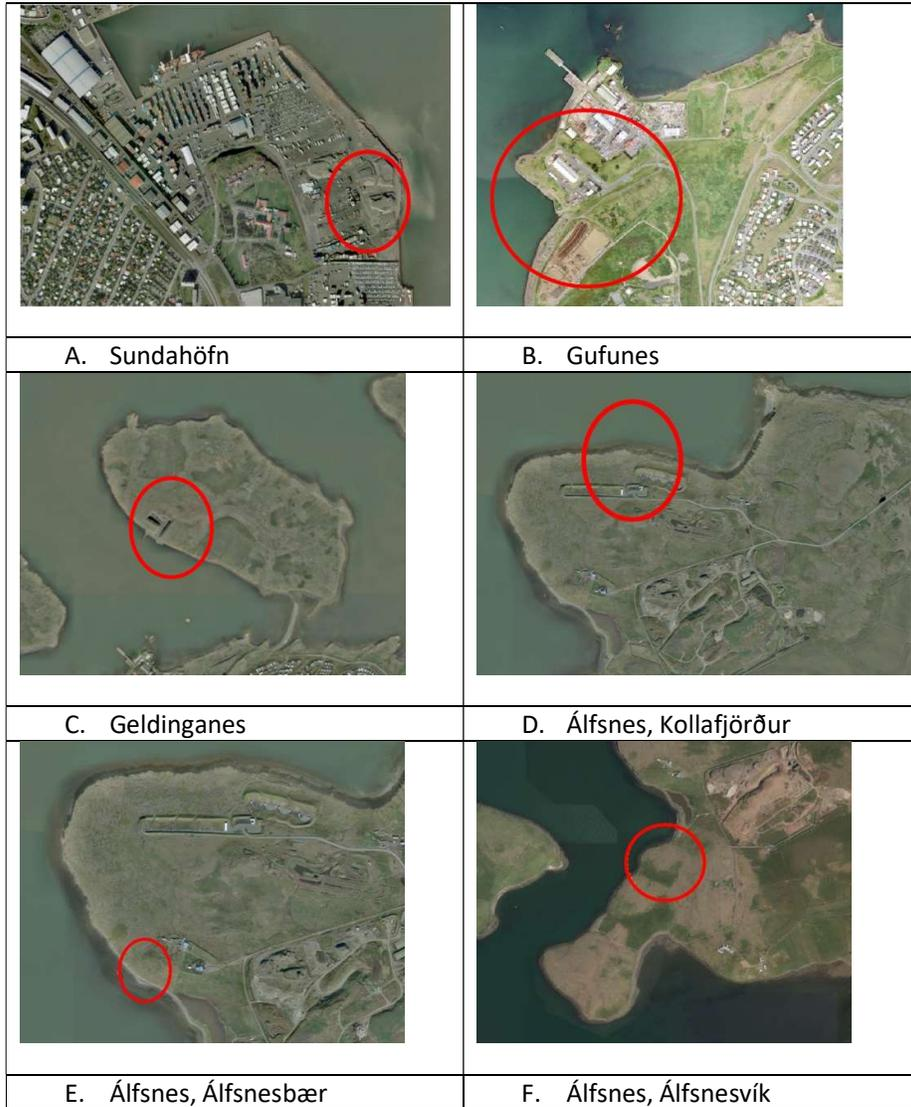 A. Sundahöfn
B. Gufunes
C. Geldinganes
D. Álfsnes, Kollafjörður
E. Álfsnes, Álfsnesbær
F. Álfsnes, Álfsnesvík